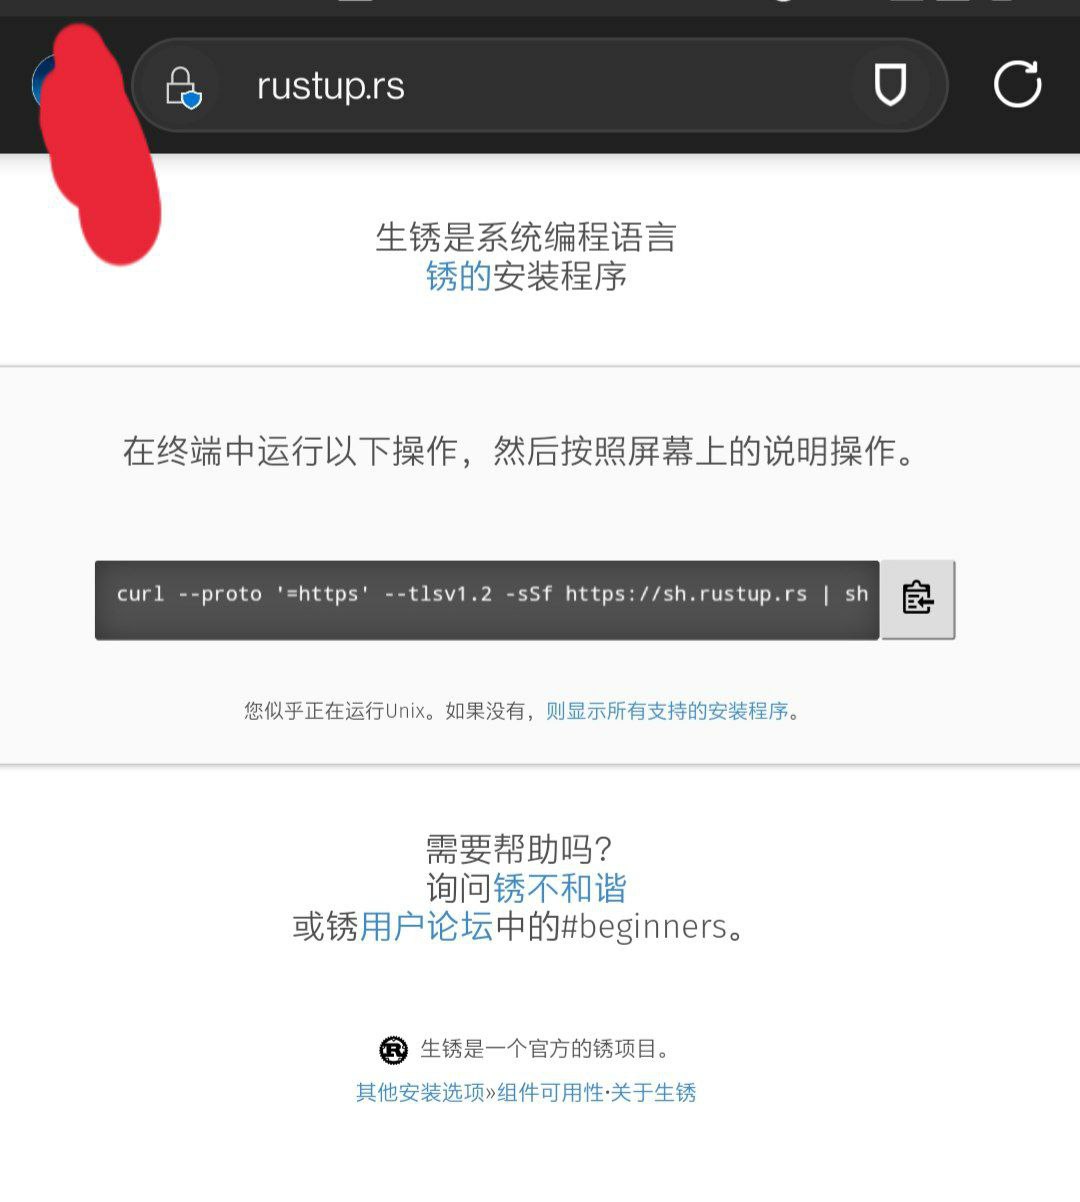 rustup.rs
生锈是系统编程语言
锈的安装程序
在终端中运行以下操作，然后按照屏幕上的说明操作。
curl --proto '=https' --tlsv1.2 -sSf https://sh.rustup.rs | sh
您似乎正在运行Unix。如果没有，则显示所有支持的安装程序。
需要帮助吗?
询问锈不和谐
或锈用户论坛中的#beginners。
R 生锈是一个官方的锈项目。
其他安装选项»组件可用性·关于生锈